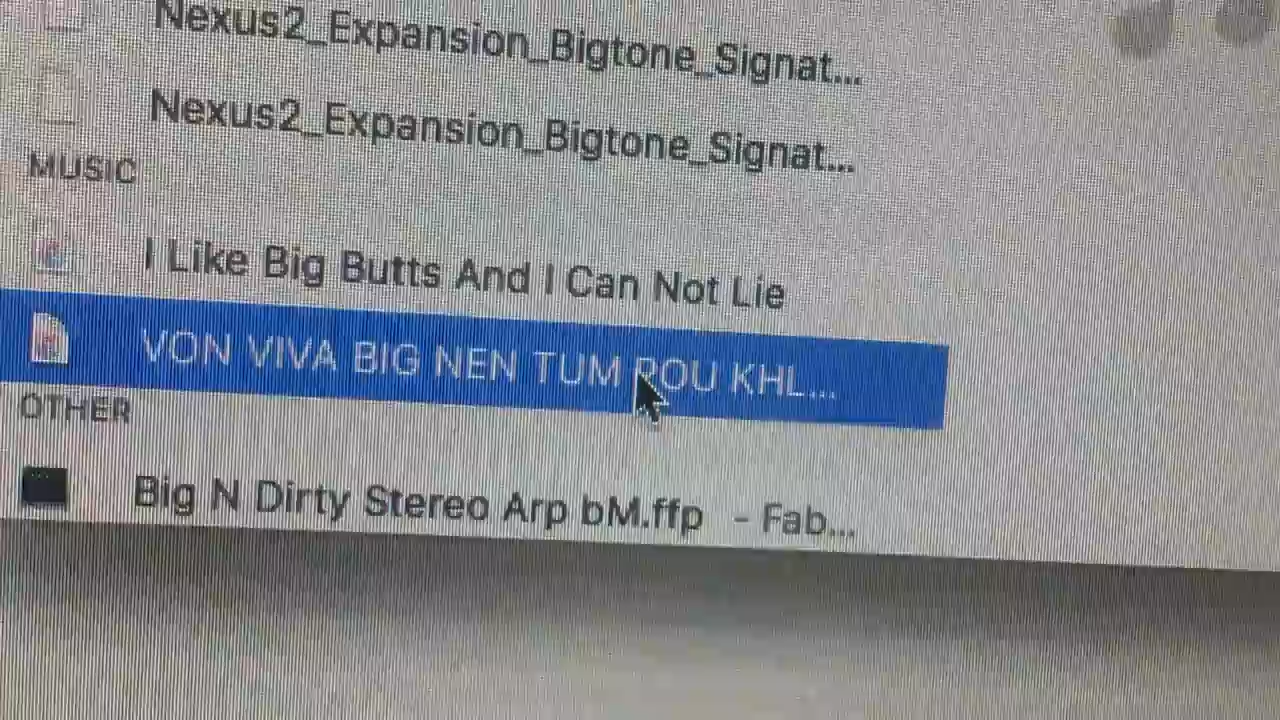 Nexus2_Expansion_Bigtone_Signat...
Nexus2_Expansion_Bigtone_Signat...
MUSIC
I Like Big Butts And I Can Not Lie
VON VIVA BIG NEN TUM ROU KHL...
OTHER
Big N Dirty Stereo Arp bM.ffp - Fab...